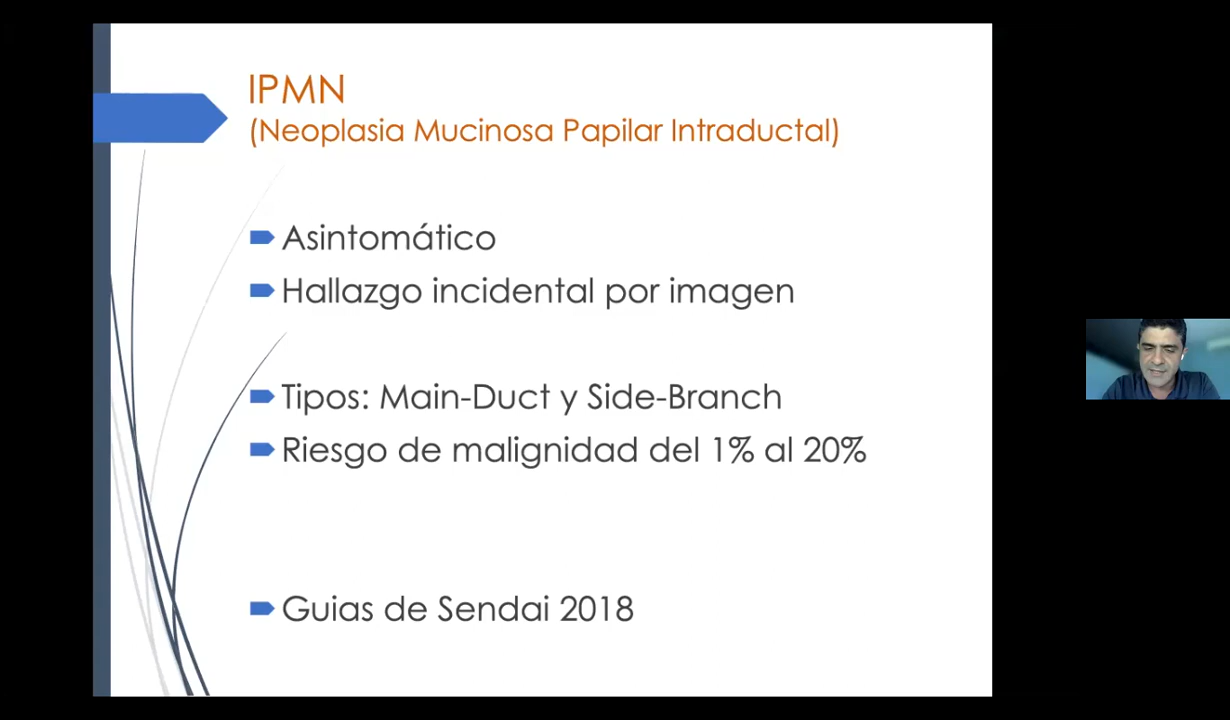 IPMN
(Neoplasia Mucinosa Papilar Intraductal)
Asintomático
Hallazgo incidental por imagen
Tipos: Main-Duct y Side-Branch
Riesgo de malignidad del 1% al 20%
Guias de Sendai 2018